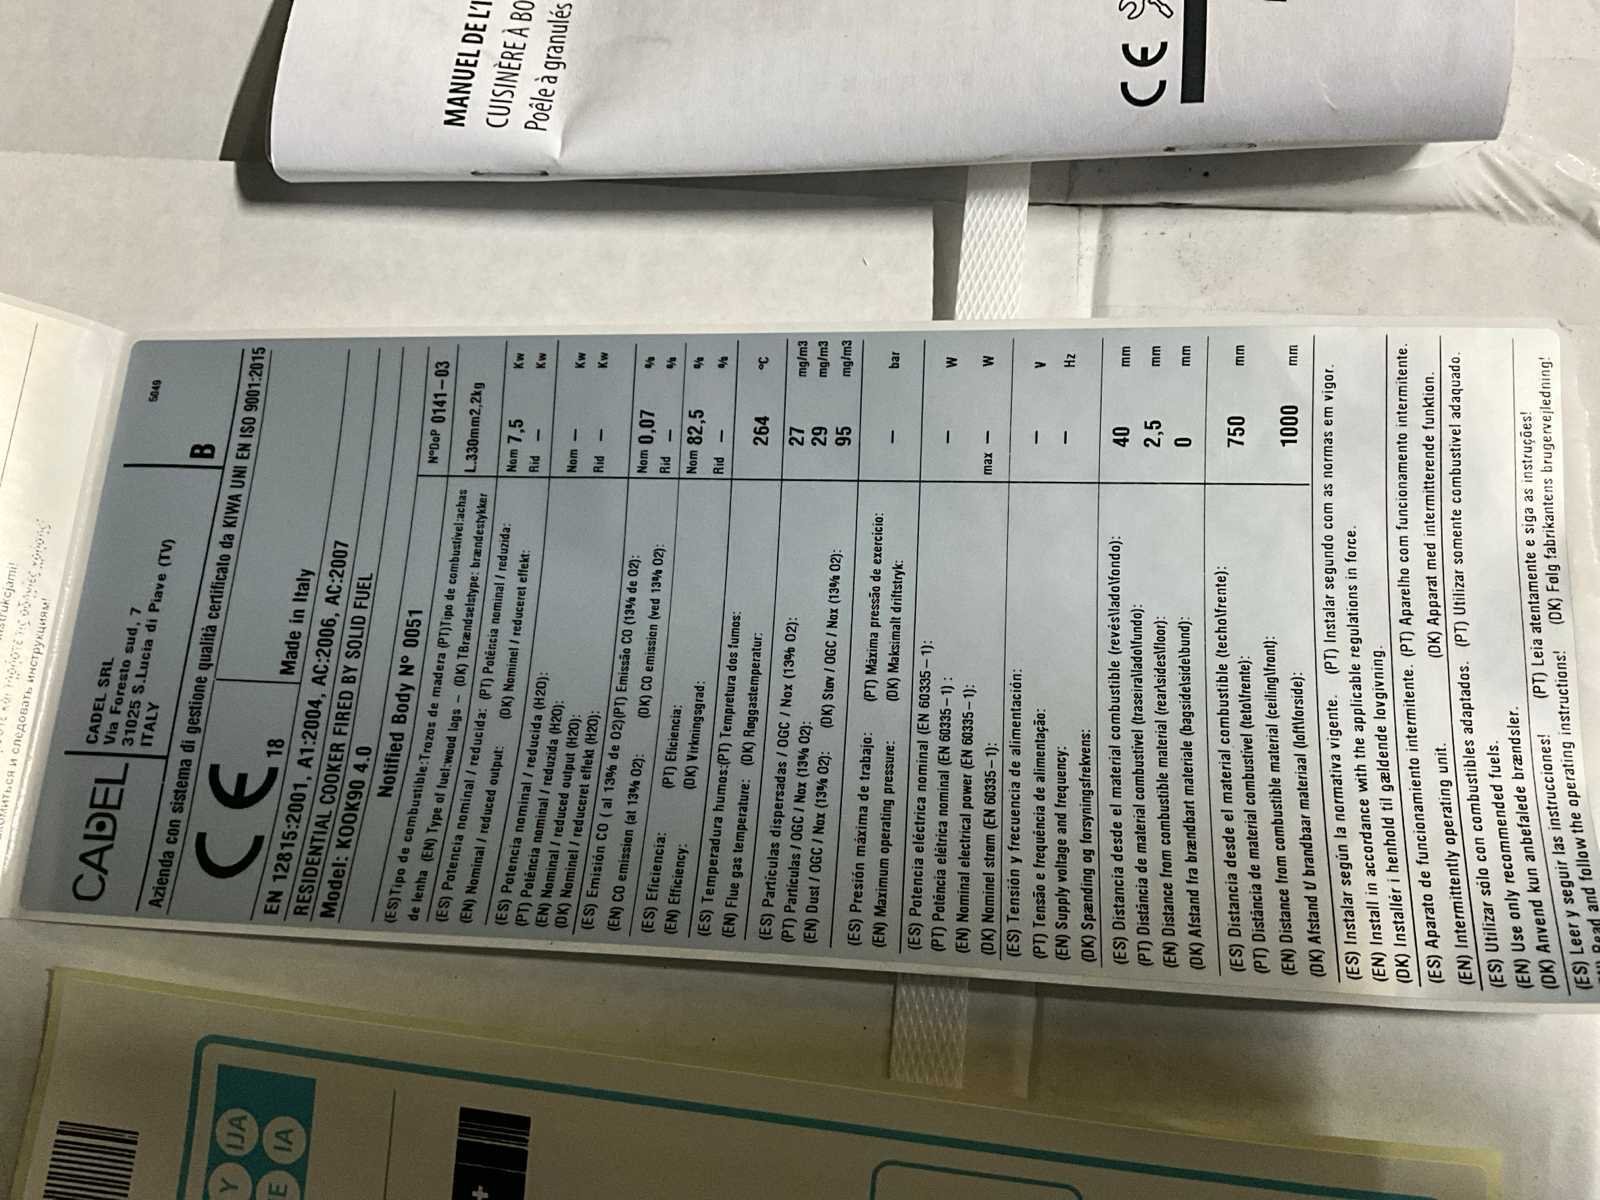 MANUEL DE L'I
CUISINÈRE À BO
Poêle à granulés
CE
CADEL
CADEL SRL
Via Foresto sud, 7
31025 S.Lucia di Piave (TV)
ITALY
5049
Azienda con sistema di gestione qualità certificato da KIWA UNI EN ISO 9001:2015
B
CE 18
Made in Italy
EN 12815:2001, A1:2004, AC:2006, AC:2007
RESIDENTIAL COOKER FIRED BY SOLID FUEL
Model: KOOK90 4.0
Notified Body N° 0051
N°DoP 0141-03
(ES)Tipo de combustible:Trozos de madera (PT)Tipo de combustível:achas
de lenha (EN) Type of fuel:wood lags - (DK) TBrændselstype: brændestykker
L.330mm2,2kg
(ES) Potencia nominal / reducida: (PT) Potência nominal / reduzida:
(EN) Nominal / reduced output: (DK) Nominel / reduceret effekt:
Nom 7,5 Kw
Rid – Kw
(ES) Potencia nominal / reducida (H2O):
(PT) Potência nominal / reduzida (H2O):
(EN) Nominal / reduced output (H2O):
(DK) Nominel / reduceret effekt (H2O):
Nom – Kw
Rid – Kw
(ES) Emisión CO ( al 13% de O2)(PT) Emissão CO (13% de O2):
(EN) CO emission (at 13% O2): (DK) CO emission (ved 13% O2):
Nom 0,07 %
Rid – %
(ES) Eficiencia: (PT) Eficiencia:
(EN) Efficiency: (DK) Virkningsgrad:
Nom 82,5 %
Rid – %
(ES) Temperadura humos:(PT) Tempretura dos fumos:
(EN) Flue gas temperature: (DK) Røggastemperatur:
264 °C
(ES) Partículas dispersadas / OGC / Nox (13% O2):
(PT) Partículas / OGC / Nox (13% O2):
(EN) Dust / OGC / Nox (13% O2): (DK) Støv / OGC / Nox (13% O2):
27 mg/m3
29 mg/m3
95 mg/m3
(ES) Presión máxima de trabajo: (PT) Máxima pressão de exercicio:
(EN) Maximum operating pressure: (DK) Maksimalt driftstryk:
– bar
(ES) Potencia eléctrica nominal (EN 60335-1):
(PT) Potência elétrica nominal (EN 60335-1) :
(EN) Nominal electrical power (EN 60335-1):
(DK) Nominel strøm (EN 60335-1):
– W
max – W
(ES) Tensión y frecuencia de alimentación:
(PT) Tensão e frequência de alimentação:
(EN) Supply voltage and frequency:
(DK) Spænding og forsyningsfrekvens:
– V
– Hz
(ES) Distancia desde el material combustible (revés\lado\fondo):
(PT) Distância de material combustível (traseira\lado\fundo):
(EN) Distance from combustible material (rear\sides\floor):
(DK) Afstand fra brændbart materiale (bagside\side\bund):
40 mm
2,5 mm
0 mm
(ES) Distancia desde el material combustible (techo\frente):
(PT) Distância de material combustível (teto\frente):
(EN) Distance from combustible material (ceiling\front):
(DK) Afstand t/ brandbaar materiaal (loft\forside):
750 mm
1000 mm
(ES) Instalar según la normativa vigente. (PT) Instalar segundo com as normas em vigor.
(EN) Install in accordance with the applicable regulations in force.
(DK) Installér i henhold til gældende lovgivning.
(ES) Aparato de funcionamiento intermitente. (PT) Aparelho com funcionamento intermitente.
(EN) Intermittently operating unit. (DK) Apparat med intermitterende funktion.
(ES) Utilizar sólo con combustibles adaptados. (PT) Utilizar somente combustivel adequado.
(EN) Use only recommended fuels.
(DK) Anvend kun anbefalede brændsler.
(ES) Leer y seguir las instrucciones! (PT) Leia atentamente e siga as instruções!
Read and follow the operating instructions! (DK) Følg fabrikantens brugervejledning!
instrukcjami!
и следовать инструкциям!
Y IJA
E IA
+